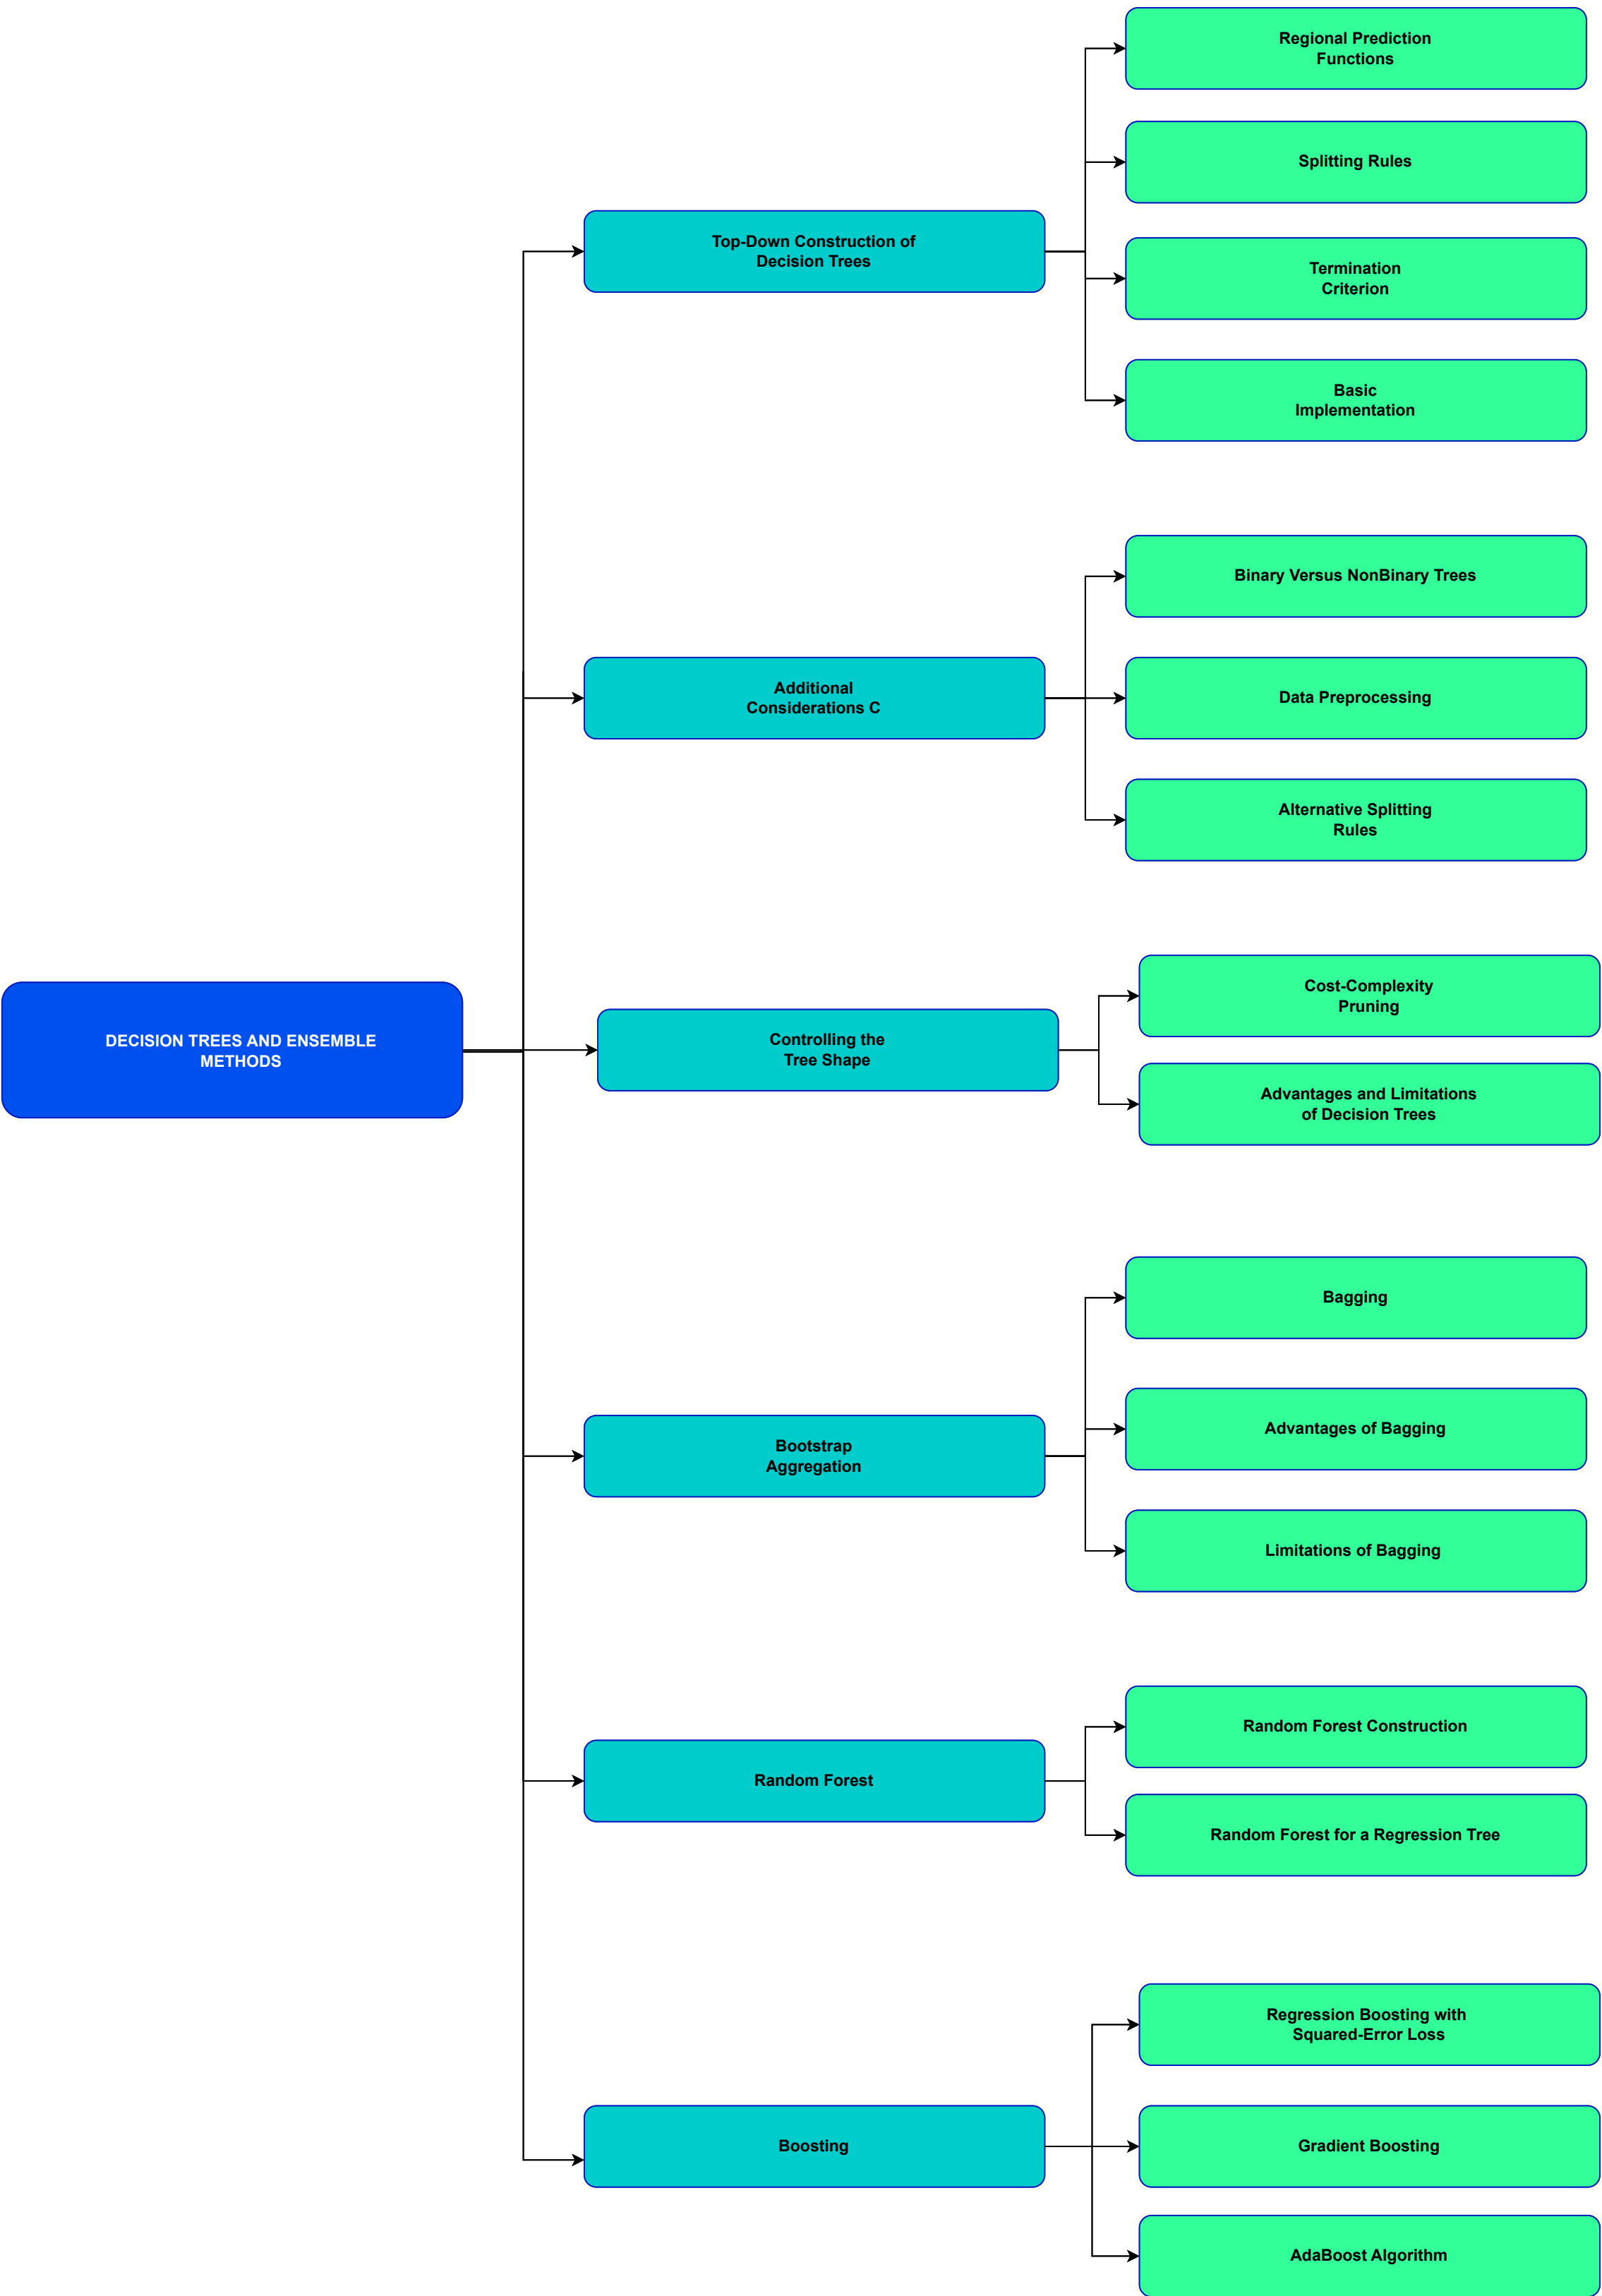 DECISION TREES AND ENSEMBLE
METHODS
Top-Down Construction of
Decision Trees
Regional Prediction
Functions
Splitting Rules
Termination
Criterion
Basic
Implementation
Additional
Considerations C
Binary Versus NonBinary Trees
Data Preprocessing
Alternative Splitting
Rules
Controlling the
Tree Shape
Cost-Complexity
Pruning
Advantages and Limitations
of Decision Trees
Bootstrap
Aggregation
Bagging
Advantages of Bagging
Limitations of Bagging
Random Forest
Random Forest Construction
Random Forest for a Regression Tree
Boosting
Regression Boosting with
Squared-Error Loss
Gradient Boosting
AdaBoost Algorithm